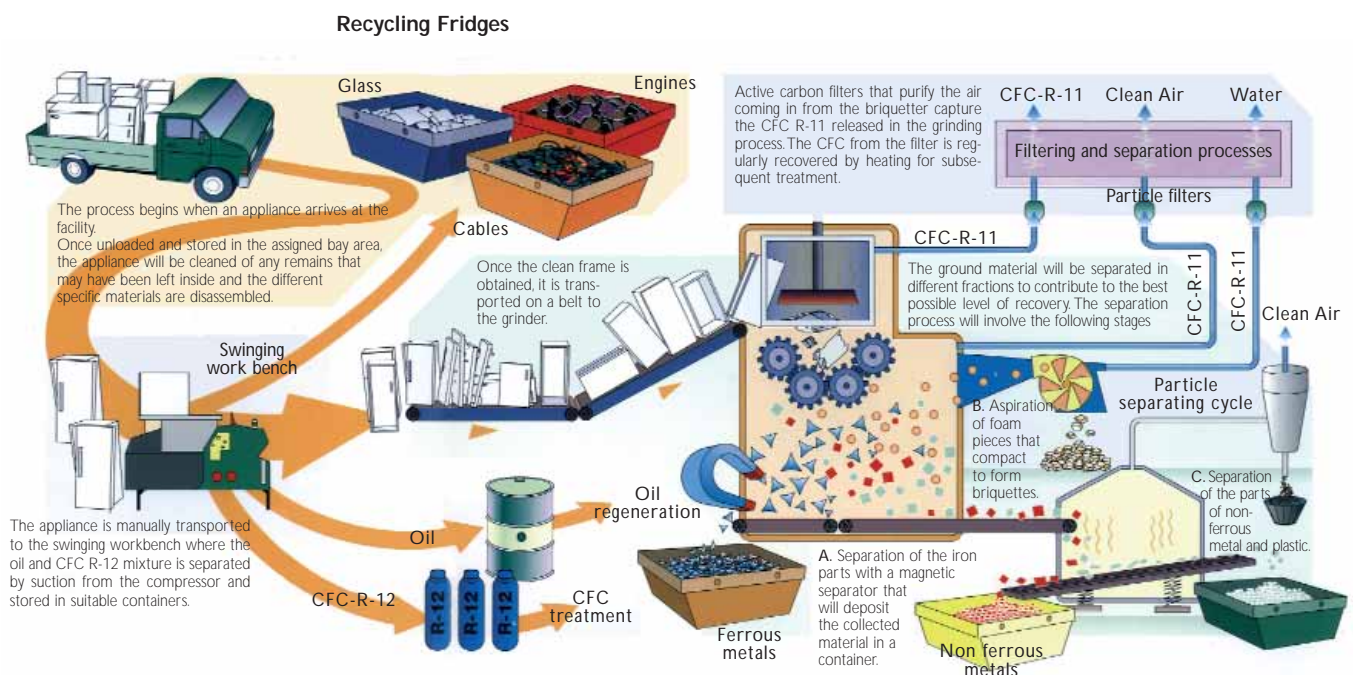 Recycling Fridges
Glass
Engines
Cables
The process begins when an appliance arrives at the
facility.
Once unloaded and stored in the assigned bay area,
the appliance will be cleaned of any remains that
may have been left inside and the different
specific materials are disassembled.
Active carbon filters that purify the air
coming in from the briquetter capture
the CFC R-11 released in the grinding
process. The CFC from the filter is reg-
ularly recovered by heating for subse-
quent treatment.
CFC-R-11
Clean Air
Water
Filtering and separation processes
Particle filters
CFC-R-11
CFC-R-11
CFC-R-11
Once the clean frame is
obtained, it is trans-
ported on a belt to
the grinder.
The ground material will be separated in
different fractions to contribute to the best
possible level of recovery. The separation
process will involve the following stages
Clean Air
Swinging
work bench
Particle
separating cycle
B. Aspiration
of foam
pieces that
compact
to form
briquettes.
C. Separation
of the parts
of non-
ferrous
metal and plastic.
The appliance is manually transported
to the swinging workbench where the
oil and CFC R-12 mixture is separated
by suction from the compressor and
stored in suitable containers.
Oil
Oil
regeneration
CFC-R-12
R-12
R-12
R-12
CFC
treatment
Ferrous
metals
A. Separation of the iron
parts with a magnetic
separator that
will deposit
the collected
material in a
container.
Non ferrous
metals